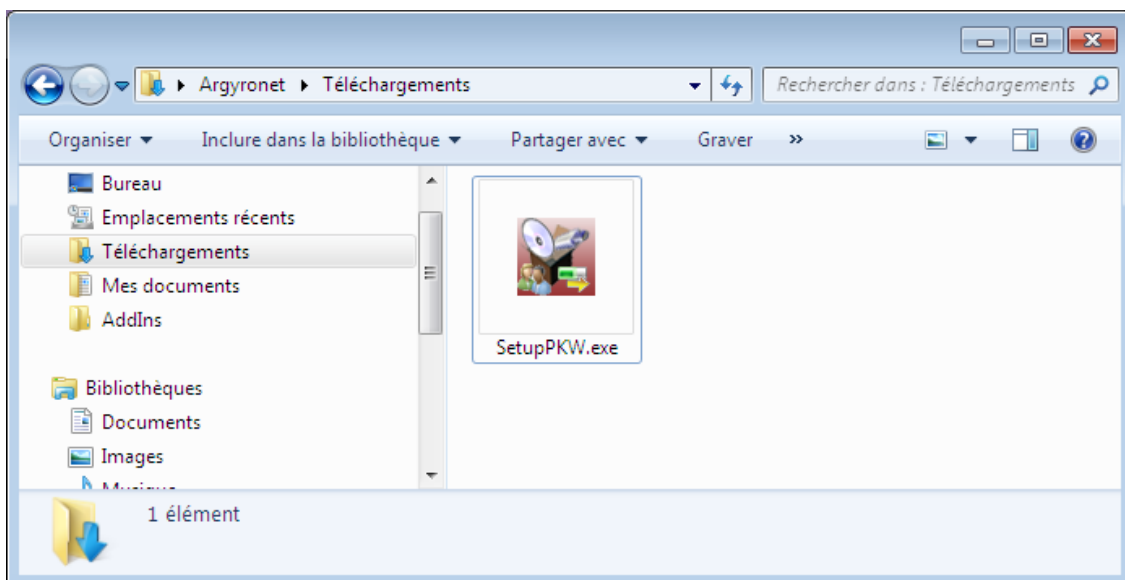 Argyronet Téléchargements
Rechercher dans : Téléchargements
Organiser Inclure dans la bibliothèque Partager avec Graver »
Bureau
Emplacements récents
Téléchargements
Mes documents
AddIns
Bibliothèques
Documents
Images
Musique
SetupPKW.exe
1 élément